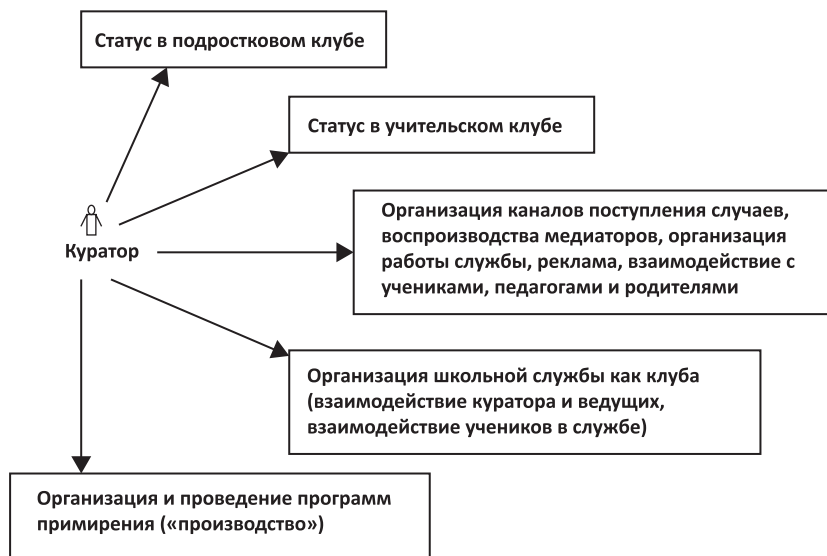 Статус в подростковом клубе
Статус в учительском клубе
Организация каналов поступления случаев,
воспроизводства медиаторов, организация
работы службы, реклама, взаимодействие с
учениками, педагогами и родителями
Куратор
Организация школьной службы как клуба
(взаимодействие куратора и ведущих,
взаимодействие учеников в службе)
Организация и проведение программ
примирения («производство»)